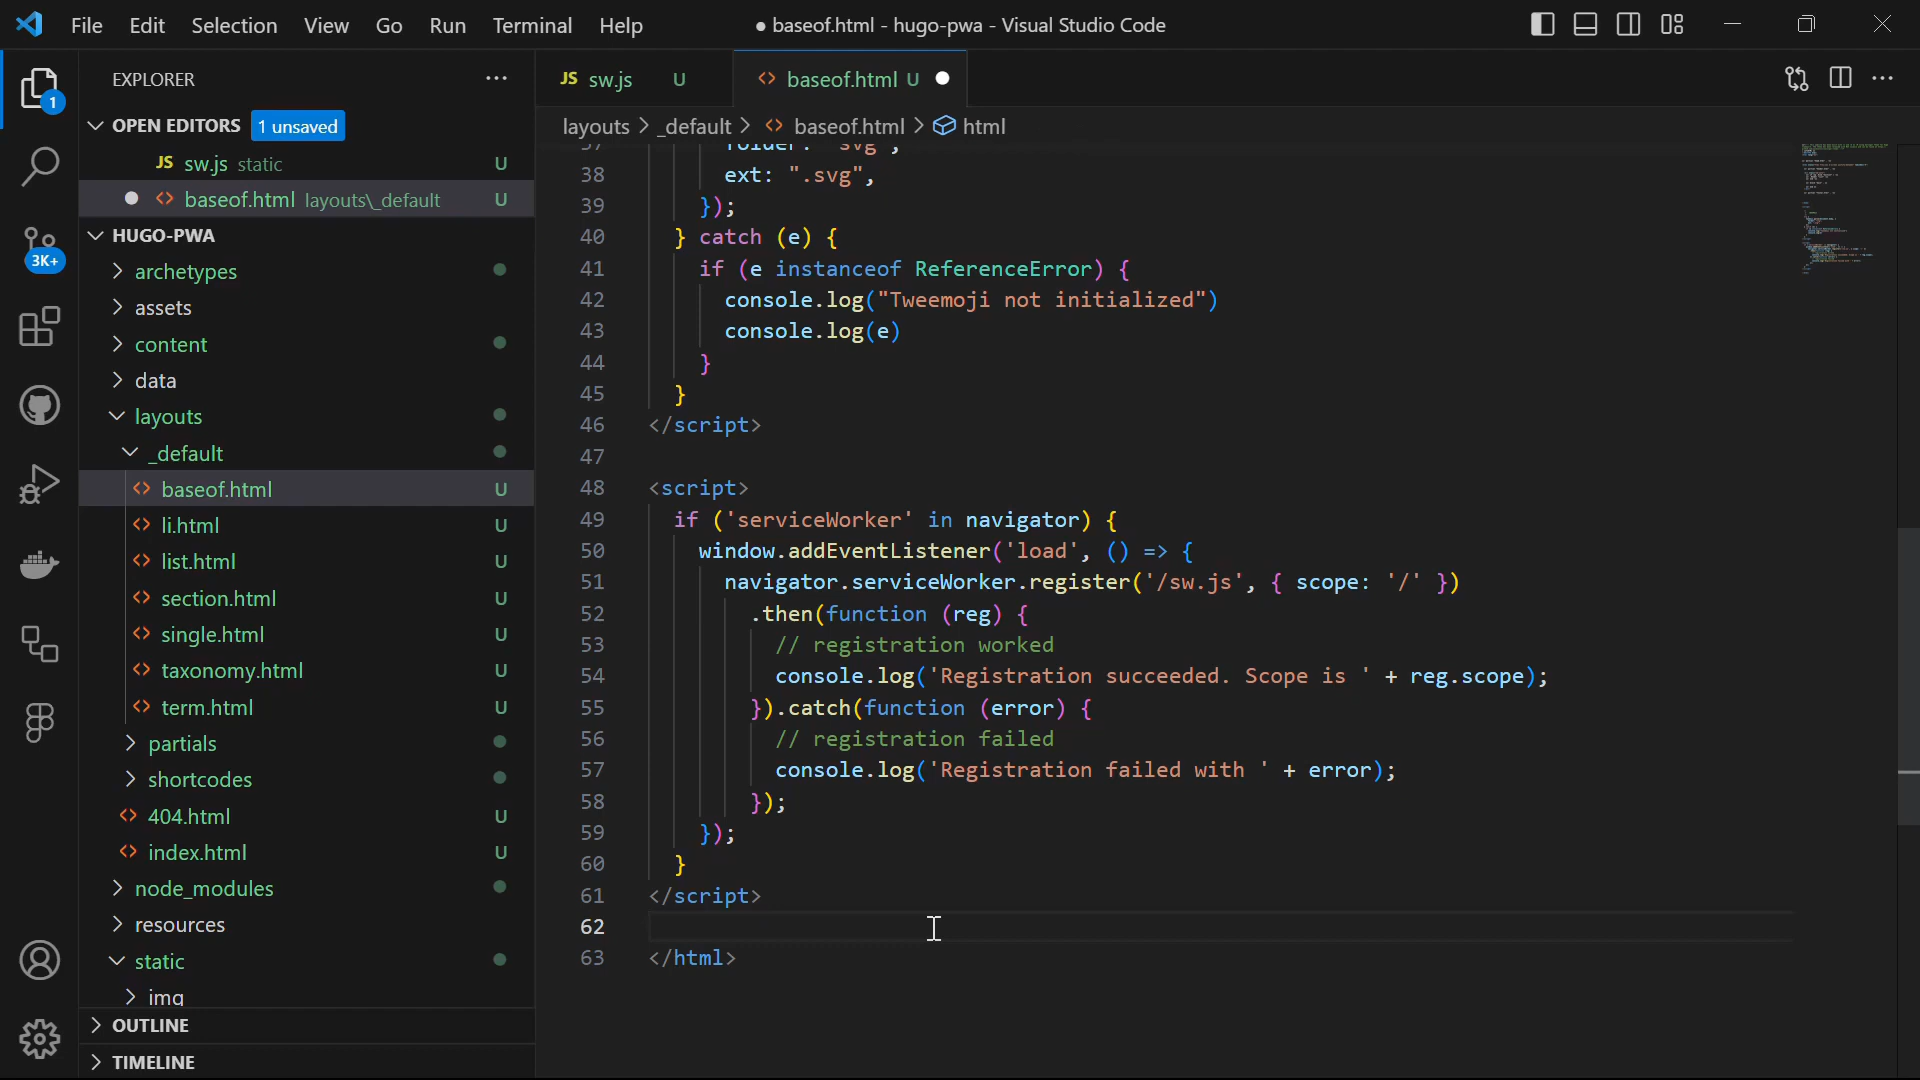 File Edit Selection View Go Run Terminal Help
● baseof.html - hugo-pwa - Visual Studio Code
EXPLORER
OPEN EDITORS 1 unsaved
JS sw.js static U
<> baseof.html layouts\_default U
HUGO-PWA
archetypes
assets
content
data
layouts
_default
<> baseof.html U
<> li.html U
<> list.html U
<> section.html U
<> single.html U
<> taxonomy.html U
<> term.html U
partials
shortcodes
<> 404.html U
<> index.html U
node_modules
resources
static
img
OUTLINE
TIMELINE
1
3K+
JS sw.js U
<> baseof.html U
layouts > _default > <> baseof.html > html
37 folder: "svg",
38 ext: ".svg",
39 });
40 } catch (e) {
41 if (e instanceof ReferenceError) {
42 console.log("Tweemoji not initialized")
43 console.log(e)
44 }
45 }
46 </script>
47
48 <script>
49 if ('serviceWorker' in navigator) {
50 window.addEventListener('load', () => {
51 navigator.serviceWorker.register('/sw.js', { scope: '/' })
52 .then(function (reg) {
53 // registration worked
54 console.log('Registration succeeded. Scope is ' + reg.scope);
55 }).catch(function (error) {
56 // registration failed
57 console.log('Registration failed with ' + error);
58 });
59 });
60 }
61 </script>
62
63 </html>